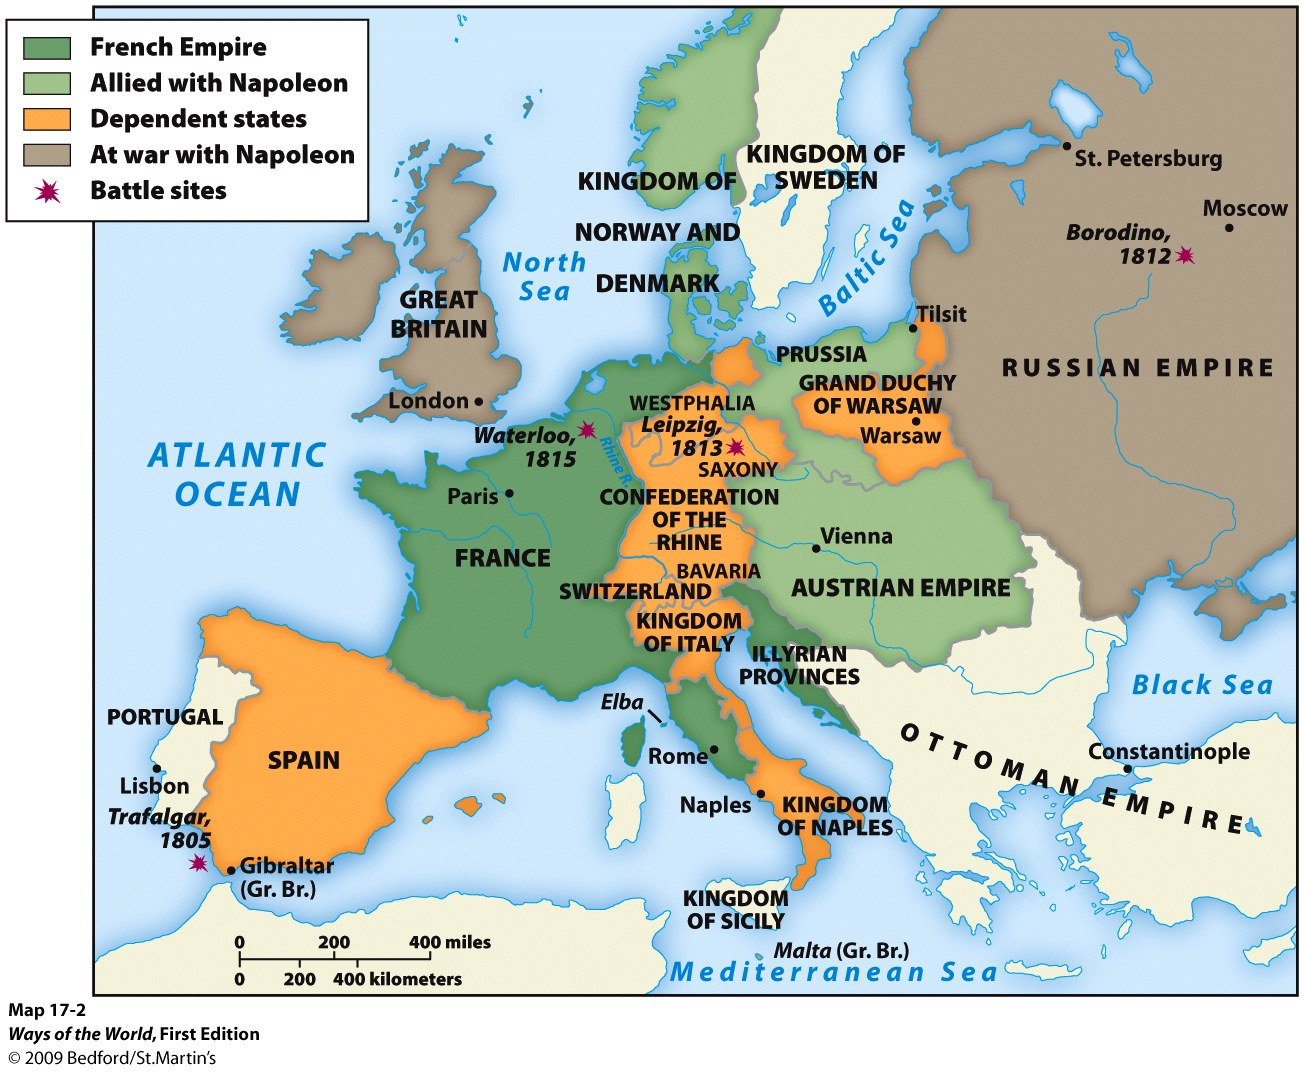 French Empire
Allied with Napoleon
Dependent states
At war with Napoleon
Battle sites
KINGDOM OF
SWEDEN
St. Petersburg
KINGDOM OF
NORWAY AND
DENMARK
Moscow
Borodino,
1812
North
Sea
Baltic Sea
GREAT
BRITAIN
Tilsit
PRUSSIA
RUSSIAN EMPIRE
GRAND DUCHY
OF WARSAW
Warsaw
London
WESTPHALIA
Leipzig,
1813
SAXONY
Waterloo,
1815
Rhine R.
ATLANTIC
OCEAN
Paris
CONFEDERATION
OF THE
RHINE
FRANCE
Vienna
BAVARIA
AUSTRIAN EMPIRE
SWITZERLAND
KINGDOM
OF ITALY
ILLYRIAN
PROVINCES
Black Sea
Elba
PORTUGAL
SPAIN
Rome
OTTOMAN EMPIRE
Constantinople
Lisbon
Naples
KINGDOM
OF NAPLES
Trafalgar,
1805
Gibraltar
(Gr. Br.)
KINGDOM
OF SICILY
0 200 400 miles
0 200 400 kilometers
Malta (Gr. Br.)
Mediterranean Sea
Map 17-2
Ways of the World, First Edition
© 2009 Bedford/St.Martin's